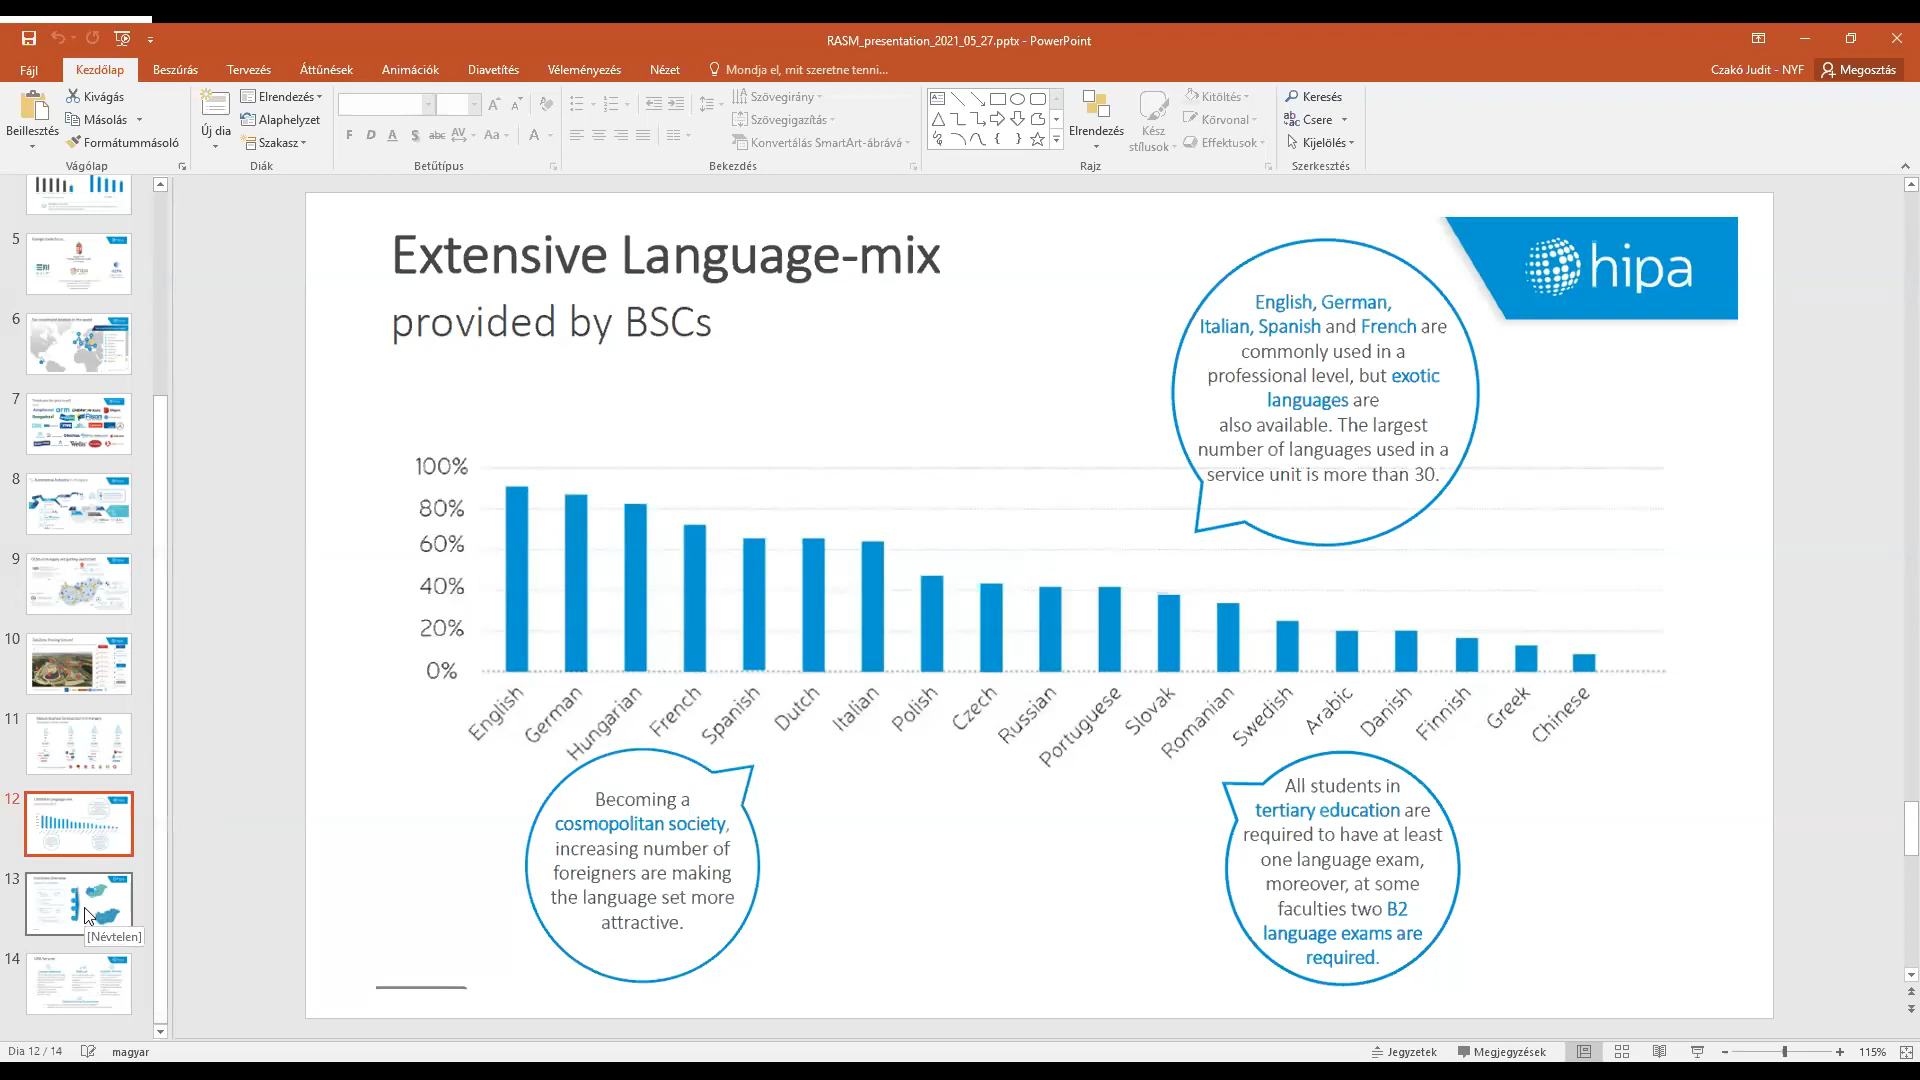 RASM_presentation_2021_05_27.pptx - PowerPoint
Fájl
Kezdőlap
Beszúrás
Tervezés
Áttűnések
Animációk
Diavetítés
Véleményezés
Nézet
Mondja el, mit szeretne tenni...
Czakó Judit - NYF
Megosztás
Beillesztés
Kivágás
Másolás
Formátummásoló
Vágólap
Új dia
Elrendezés
Alaphelyzet
Szakasz
Diák
F D A S abc AV Aa A
Betűtípus
Szövegirány
Szövegigazítás
Konvertálás SmartArt-ábrává
Bekezdés
Elrendezés
Kész
stílusok
Kitöltés
Körvonal
Effektusok
Rajz
Keresés
Csere
Kijelölés
Szerkesztés
5
6
7
8
9
10
11
12
13
[Névtelen]
14
Extensive Language-mix
provided by BSCs
hipa
English, German,
Italian, Spanish and French are
commonly used in a
professional level, but exotic
languages are
also available. The largest
number of languages used in a
service unit is more than 30.
100%
80%
60%
40%
20%
0%
English
German
Hungarian
French
Spanish
Dutch
Italian
Polish
Czech
Russian
Portuguese
Slovak
Romanian
Swedish
Arabic
Danish
Finnish
Greek
Chinese
Becoming a
cosmopolitan society,
increasing number of
foreigners are making
the language set more
attractive.
All students in
tertiary education are
required to have at least
one language exam,
moreover, at some
faculties two B2
language exams are
required.
Dia 12 / 14
magyar
Jegyzetek
Megjegyzések
115%